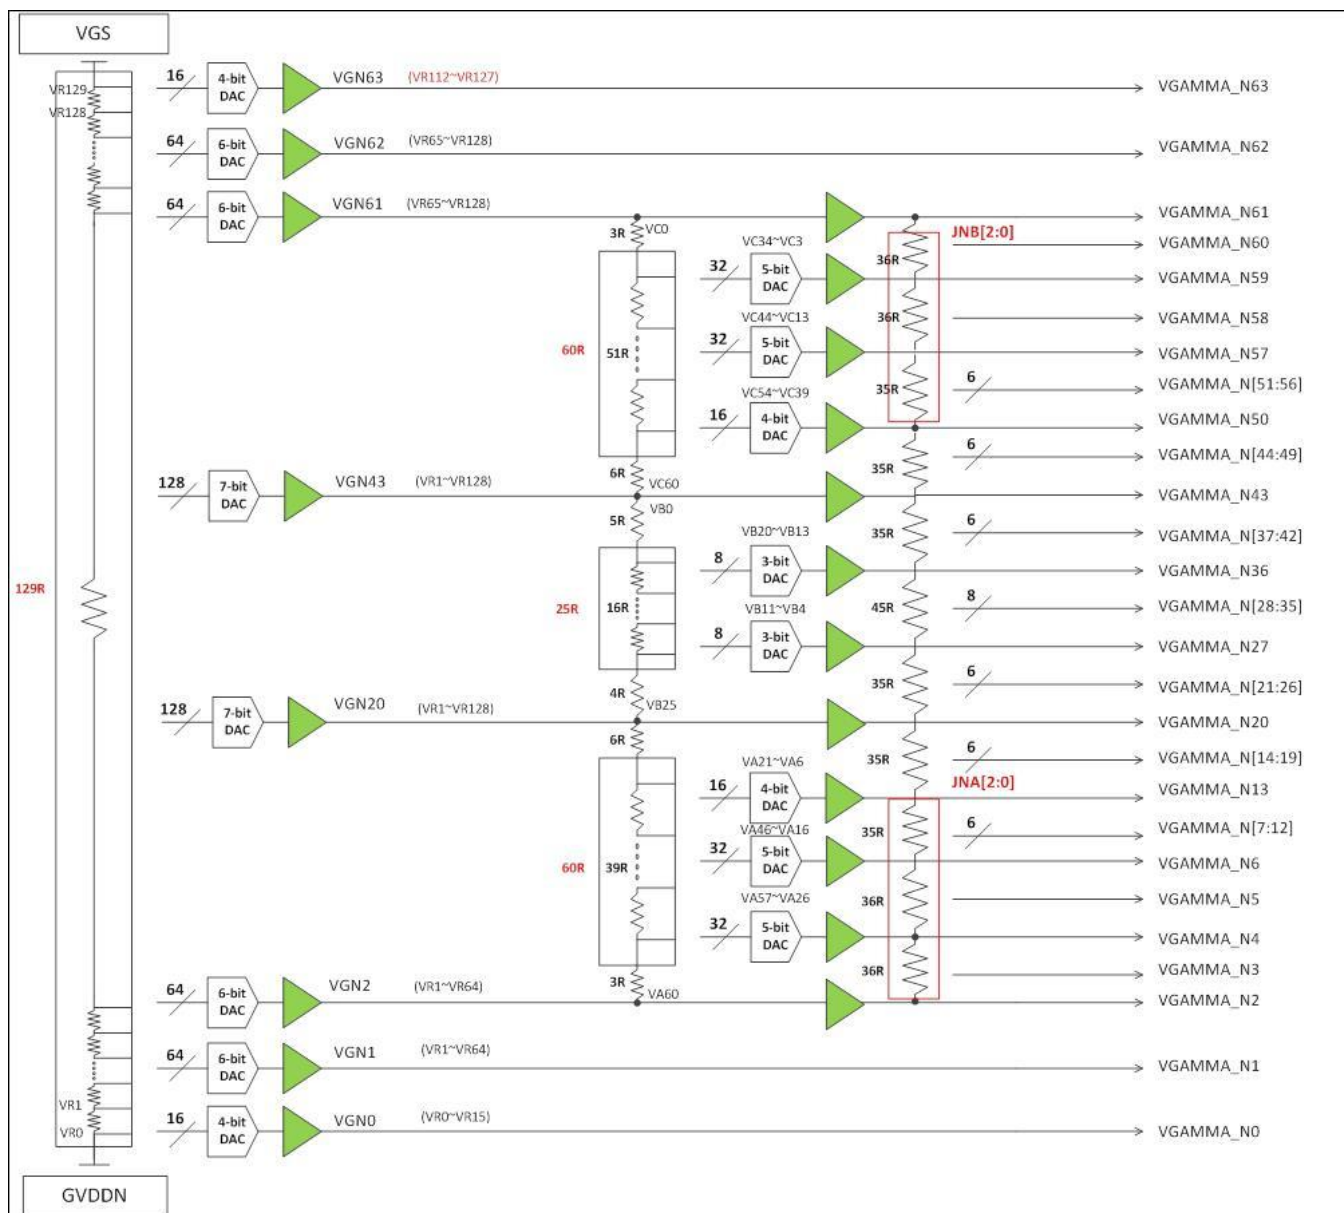 VGS
VR129
VR128
16
4-bit
DAC
VGN63
(VR112~VR127)
VGAMMA_N63
64
6-bit
DAC
VGN62
(VR65~VR128)
VGAMMA_N62
64
6-bit
DAC
VGN61
(VR65~VR128)
VGAMMA_N61
3R
VC0
JNB[2:0]
VGAMMA_N60
VC34~VC3
32
5-bit
DAC
36R
VGAMMA_N59
VC44~VC13
36R
VGAMMA_N58
60R
51R
32
5-bit
DAC
VGAMMA_N57
VC54~VC39
35R
6
VGAMMA_N[51:56]
16
4-bit
DAC
VGAMMA_N50
6R
VC60
35R
6
VGAMMA_N[44:49]
128
7-bit
DAC
VGN43
(VR1~VR128)
VGAMMA_N43
5R
VB0
35R
6
VGAMMA_N[37:42]
VB20~VB13
8
3-bit
DAC
VGAMMA_N36
129R
25R
16R
VB11~VB4
45R
8
VGAMMA_N[28:35]
8
3-bit
DAC
VGAMMA_N27
4R
VB25
35R
6
VGAMMA_N[21:26]
128
7-bit
DAC
VGN20
(VR1~VR128)
VGAMMA_N20
6R
35R
6
VGAMMA_N[14:19]
VA21~VA6
JNA[2:0]
16
4-bit
DAC
VGAMMA_N13
VA46~VA16
35R
6
VGAMMA_N[7:12]
60R
39R
32
5-bit
DAC
VGAMMA_N6
VA57~VA26
36R
VGAMMA_N5
32
5-bit
DAC
VGAMMA_N4
3R
VA60
36R
VGAMMA_N3
64
6-bit
DAC
VGN2
(VR1~VR64)
VGAMMA_N2
64
6-bit
DAC
VGN1
(VR1~VR64)
VGAMMA_N1
VR1
VR0
16
4-bit
DAC
VGN0
(VR0~VR15)
VGAMMA_N0
GVDDN